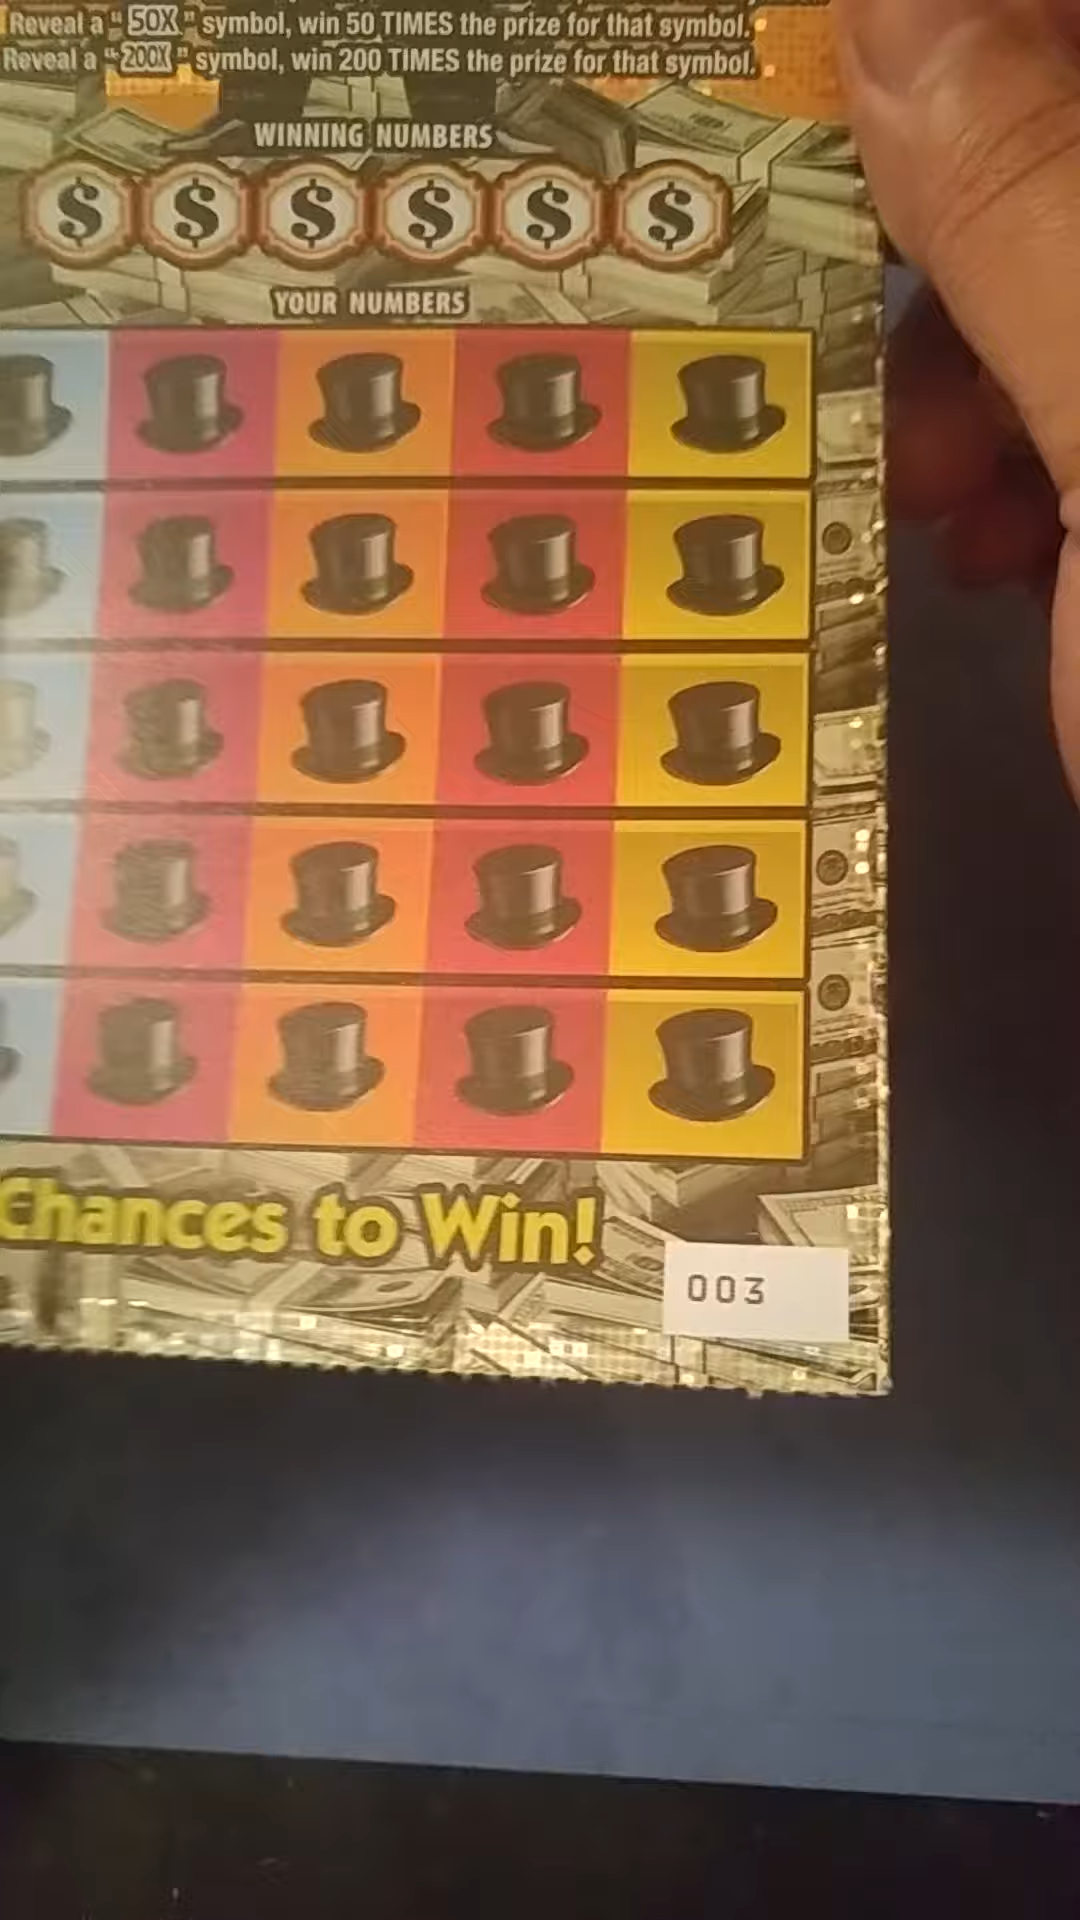 Reveal a "50X" symbol, win 50 TIMES the prize for that symbol.
Reveal a "200X" symbol, win 200 TIMES the prize for that symbol.
WINNING NUMBERS
$ $ $ $ $ $
YOUR NUMBERS
Chances to Win!
003